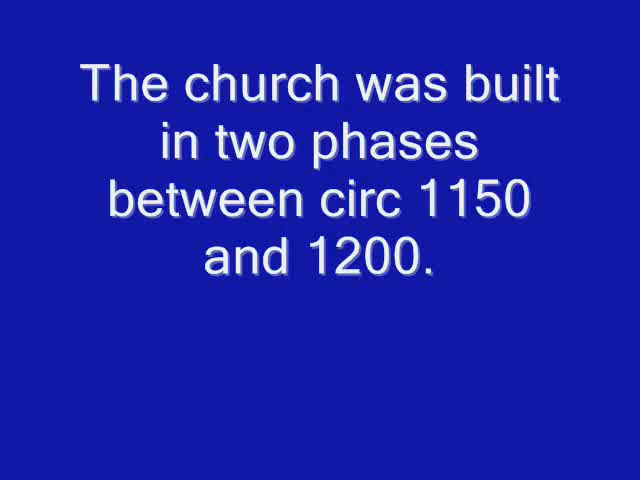 The church was built
in two phases
between circ 1150
and 1200.